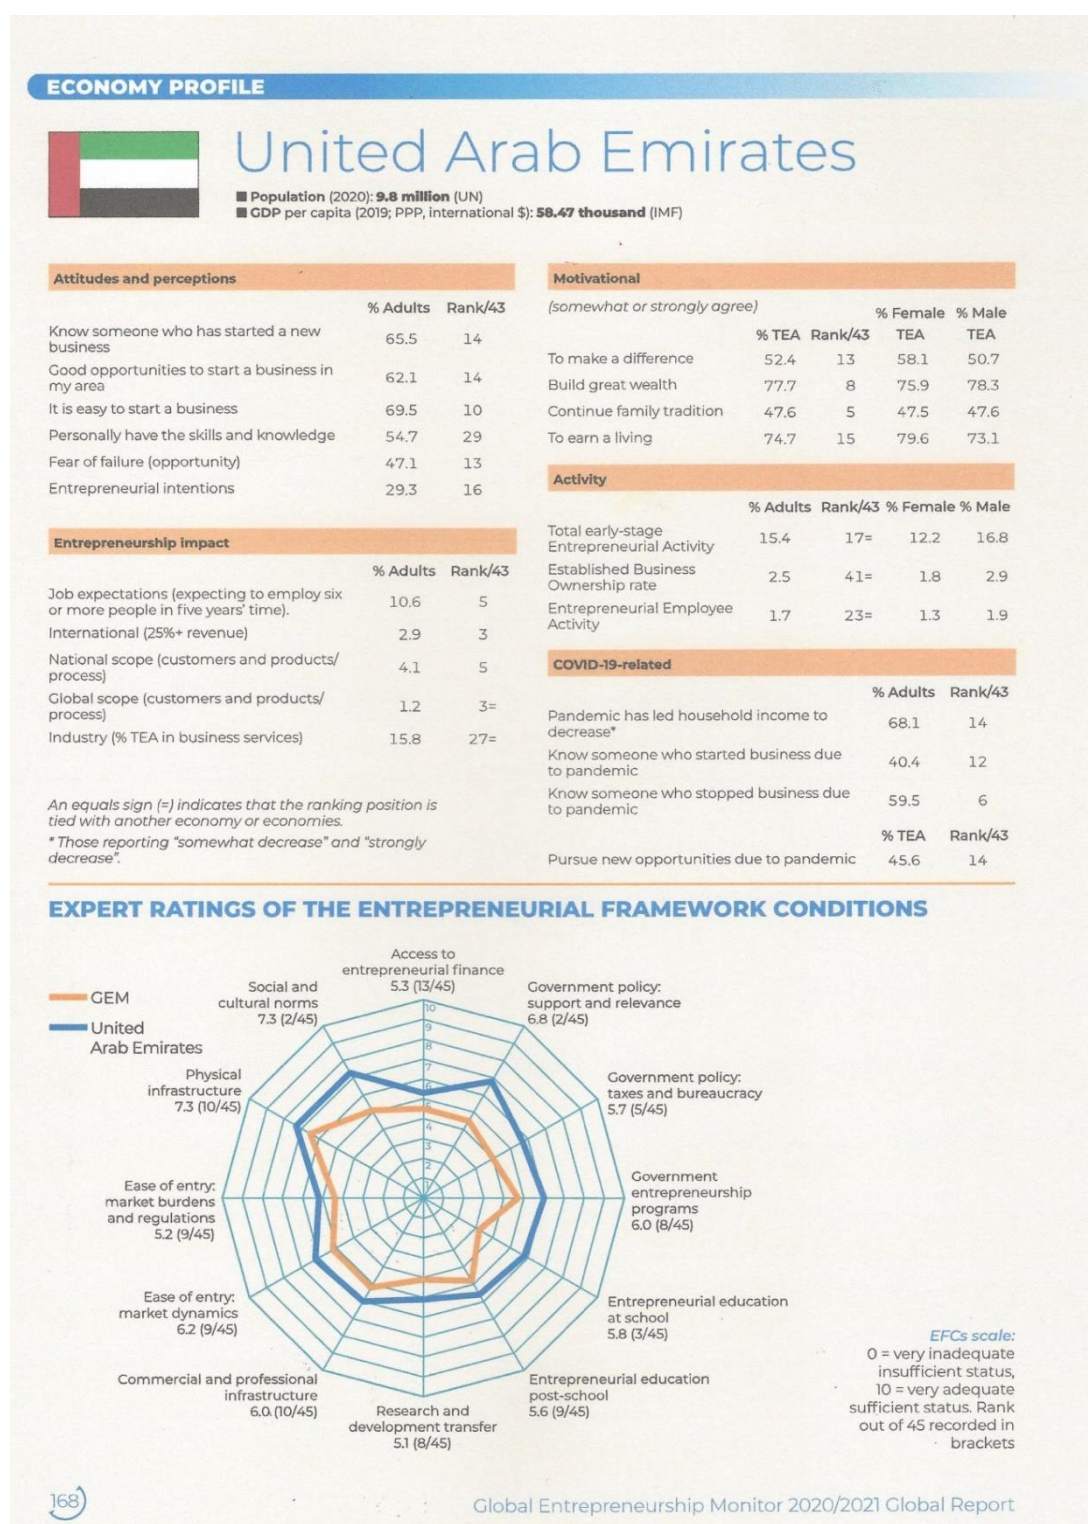 ECONOMY PROFILE
United Arab Emirates
■ Population (2020): 9.8 million (UN)
■ GDP per capita (2019; PPP, international $): 58.47 thousand (IMF)
Attitudes and perceptions
% Adults Rank/43
Know someone who has started a new
business 65.5 14
Good opportunities to start a business in
my area 62.1 14
It is easy to start a business 69.5 10
Personally have the skills and knowledge 54.7 29
Fear of failure (opportunity) 47.1 13
Entrepreneurial intentions 29.3 16
Entrepreneurship impact
% Adults Rank/43
Job expectations (expecting to employ six
or more people in five years' time). 10.6 5
International (25%+ revenue) 2.9 3
National scope (customers and products/
process) 4.1 5
Global scope (customers and products/
process) 1.2 3=
Industry (% TEA in business services) 15.8 27=
An equals sign (=) indicates that the ranking position is
tied with another economy or economies.
* Those reporting "somewhat decrease" and "strongly
decrease".
Motivational
(somewhat or strongly agree)
% Female % Male
% TEA Rank/43 TEA TEA
To make a difference 52.4 13 58.1 50.7
Build great wealth 77.7 8 75.9 78.3
Continue family tradition 47.6 5 47.5 47.6
To earn a living 74.7 15 79.6 73.1
Activity
% Adults Rank/43 % Female % Male
Total early-stage
Entrepreneurial Activity 15.4 17= 12.2 16.8
Established Business
Ownership rate 2.5 41= 1.8 2.9
Entrepreneurial Employee
Activity 1.7 23= 1.3 1.9
COVID-19-related
% Adults Rank/43
Pandemic has led household income to
decrease* 68.1 14
Know someone who started business due
to pandemic 40.4 12
Know someone who stopped business due
to pandemic 59.5 6
% TEA Rank/43
Pursue new opportunities due to pandemic 45.6 14
EXPERT RATINGS OF THE ENTREPRENEURIAL FRAMEWORK CONDITIONS
GEM
United
Arab Emirates
Access to
entrepreneurial finance
5.3 (13/45)
Government policy:
support and relevance
6.8 (2/45)
Government policy:
taxes and bureaucracy
5.7 (5/45)
Government
entrepreneurship
programs
6.0 (8/45)
Entrepreneurial education
at school
5.8 (3/45)
Entrepreneurial education
post-school
5.6 (9/45)
Research and
development transfer
5.1 (8/45)
Commercial and professional
infrastructure
6.0 (10/45)
Ease of entry:
market dynamics
6.2 (9/45)
Ease of entry:
market burdens
and regulations
5.2 (9/45)
Physical
infrastructure
7.3 (10/45)
Social and
cultural norms
7.3 (2/45)
10
9
8
7
6
5
4
3
2
EFCs scale:
0 = very inadequate
insufficient status,
10 = very adequate
sufficient status. Rank
out of 45 recorded in
brackets
168
Global Entrepreneurship Monitor 2020/2021 Global Report